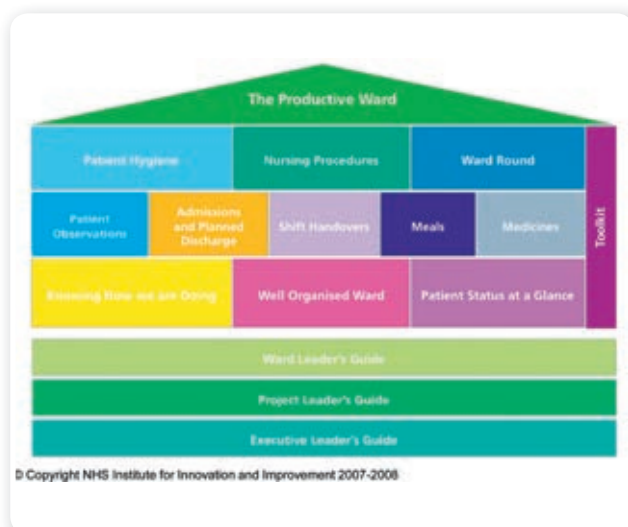 The Productive Ward
Patient Hygiene
Nursing Procedures
Ward Round
Toolkit
Patient
Observations
Admissions
and Planned
Discharge
Shift Handovers
Meals
Medicines
Knowing How we are Doing
Well Organised Ward
Patient Status at a Glance
Ward Leader's Guide
Project Leader's Guide
Executive Leader's Guide
© Copyright NHS Institute for Innovation and Improvement 2007-2008